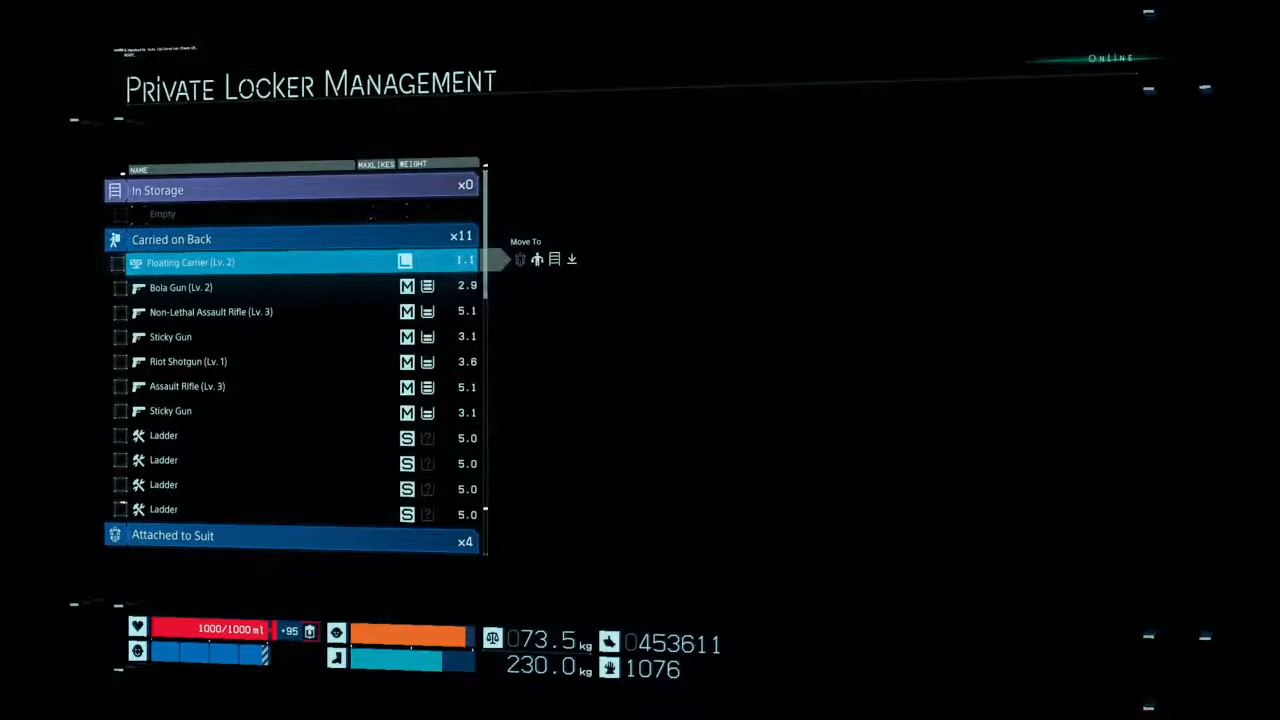 Private Locker Management
Online
NAME MAXLIKES WEIGHT
In Storage x0
Empty
Carried on Back x11
Floating Carrier (Lv. 2) L 1.1
Move To
Bola Gun (Lv. 2) M 2.9
Non-Lethal Assault Rifle (Lv. 3) M 5.1
Sticky Gun M 3.1
Riot Shotgun (Lv. 1) M 3.6
Assault Rifle (Lv. 3) M 5.1
Sticky Gun M 3.1
Ladder S ? 5.0
Ladder S ? 5.0
Ladder S ? 5.0
Ladder S ? 5.0
Attached to Suit x4
1000/1000 ml +95
073.5 kg 0453611
230.0 kg 1076